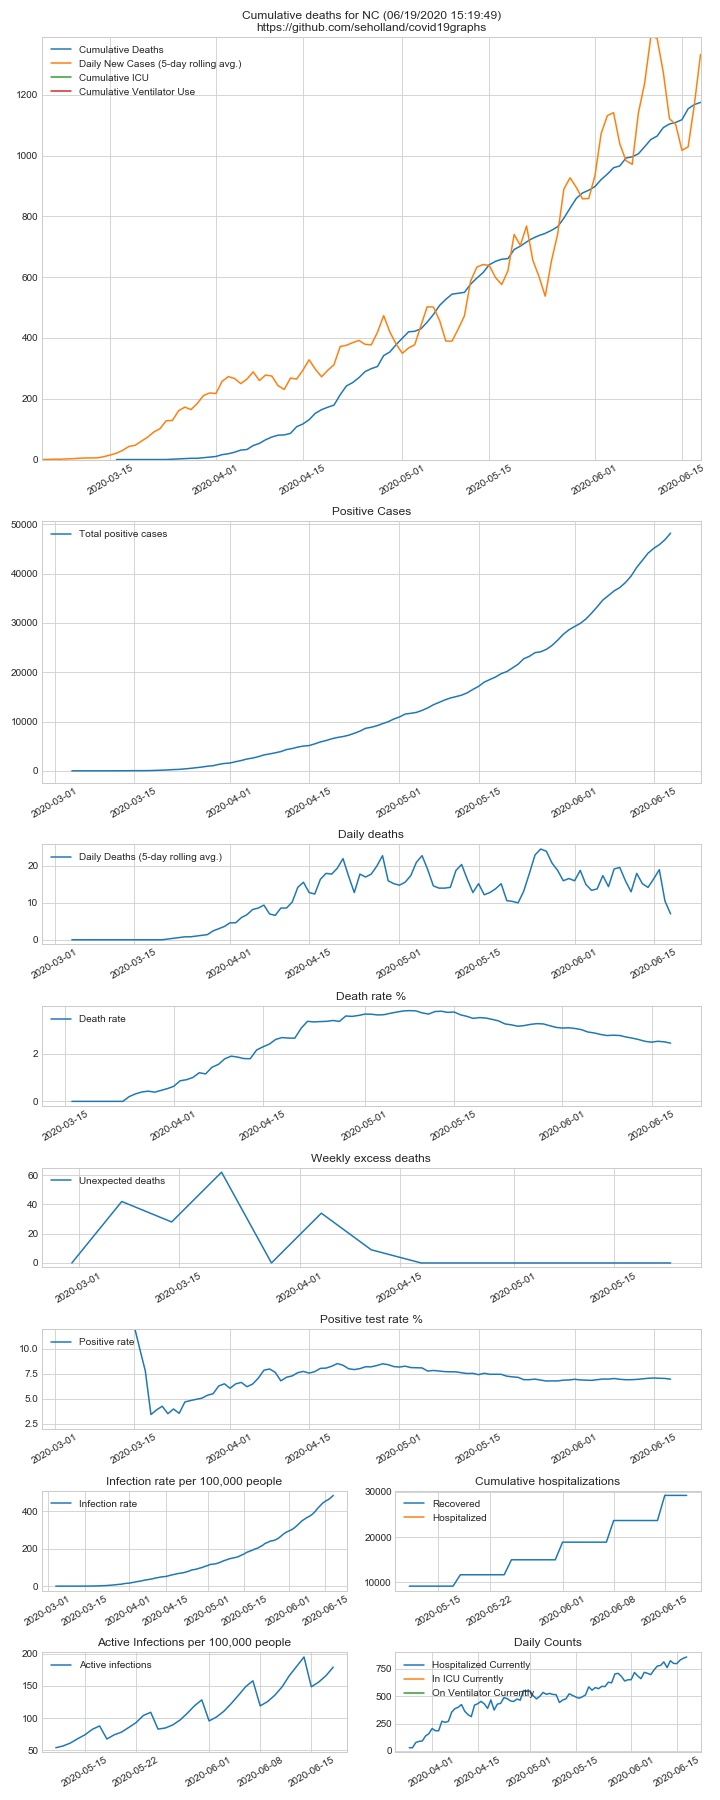 Cumulative deaths for NC (06/19/2020 15:19:49)
https://github.com/seholland/covid19graphs
Cumulative Deaths
Daily New Cases (5-day rolling avg.)
Cumulative ICU
Cumulative Ventilator Use
1200
1000
800
600
400
200
0
2020-03-15 2020-04-01 2020-04-15 2020-05-01 2020-05-15 2020-06-01 2020-06-15
Positive Cases
Total positive cases
50000
40000
30000
20000
10000
0
2020-03-01 2020-03-15 2020-04-01 2020-04-15 2020-05-01 2020-05-15 2020-06-01 2020-06-15
Daily deaths
Daily Deaths (5-day rolling avg.)
20
10
0
2020-03-01 2020-03-15 2020-04-01 2020-04-15 2020-05-01 2020-05-15 2020-06-01 2020-06-15
Death rate %
Death rate
2
0
2020-03-15 2020-04-01 2020-04-15 2020-05-01 2020-05-15 2020-06-01 2020-06-15
Weekly excess deaths
Unexpected deaths
60
40
20
0
2020-03-01 2020-03-15 2020-04-01 2020-04-15 2020-05-01 2020-05-15
Positive test rate %
Positive rate
10.0
7.5
5.0
2.5
2020-03-01 2020-03-15 2020-04-01 2020-04-15 2020-05-01 2020-05-15 2020-06-01 2020-06-15
Infection rate per 100,000 people
Infection rate
400
200
0
2020-03-01 2020-03-15 2020-04-01 2020-04-15 2020-05-01 2020-05-15 2020-06-01 2020-06-15
Cumulative hospitalizations
Recovered
Hospitalized
30000
20000
10000
2020-05-15 2020-05-22 2020-06-01 2020-06-08 2020-06-15
Active Infections per 100,000 people
Active infections
200
150
100
50
2020-05-15 2020-05-22 2020-06-01 2020-06-08 2020-06-15
Daily Counts
Hospitalized Currently
In ICU Currently
On Ventilator Currently
750
500
250
0
2020-04-01 2020-04-15 2020-05-01 2020-05-15 2020-06-01 2020-06-15